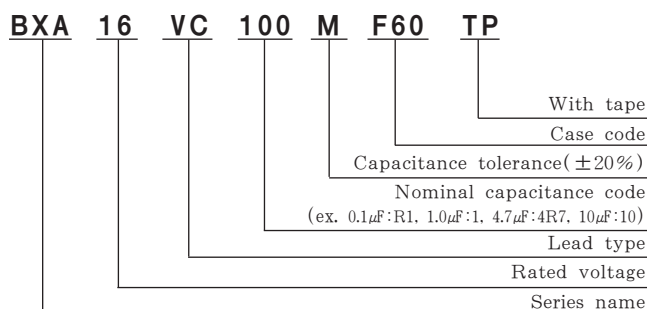 BXA 16 VC 100 M F60 TP
With tape
Case code
Capacitance tolerance(±20%)
Nominal capacitance code
(ex. 0.1μF:R1, 1.0μF:1, 4.7μF:4R7, 10μF:10)
Lead type
Rated voltage
Series name